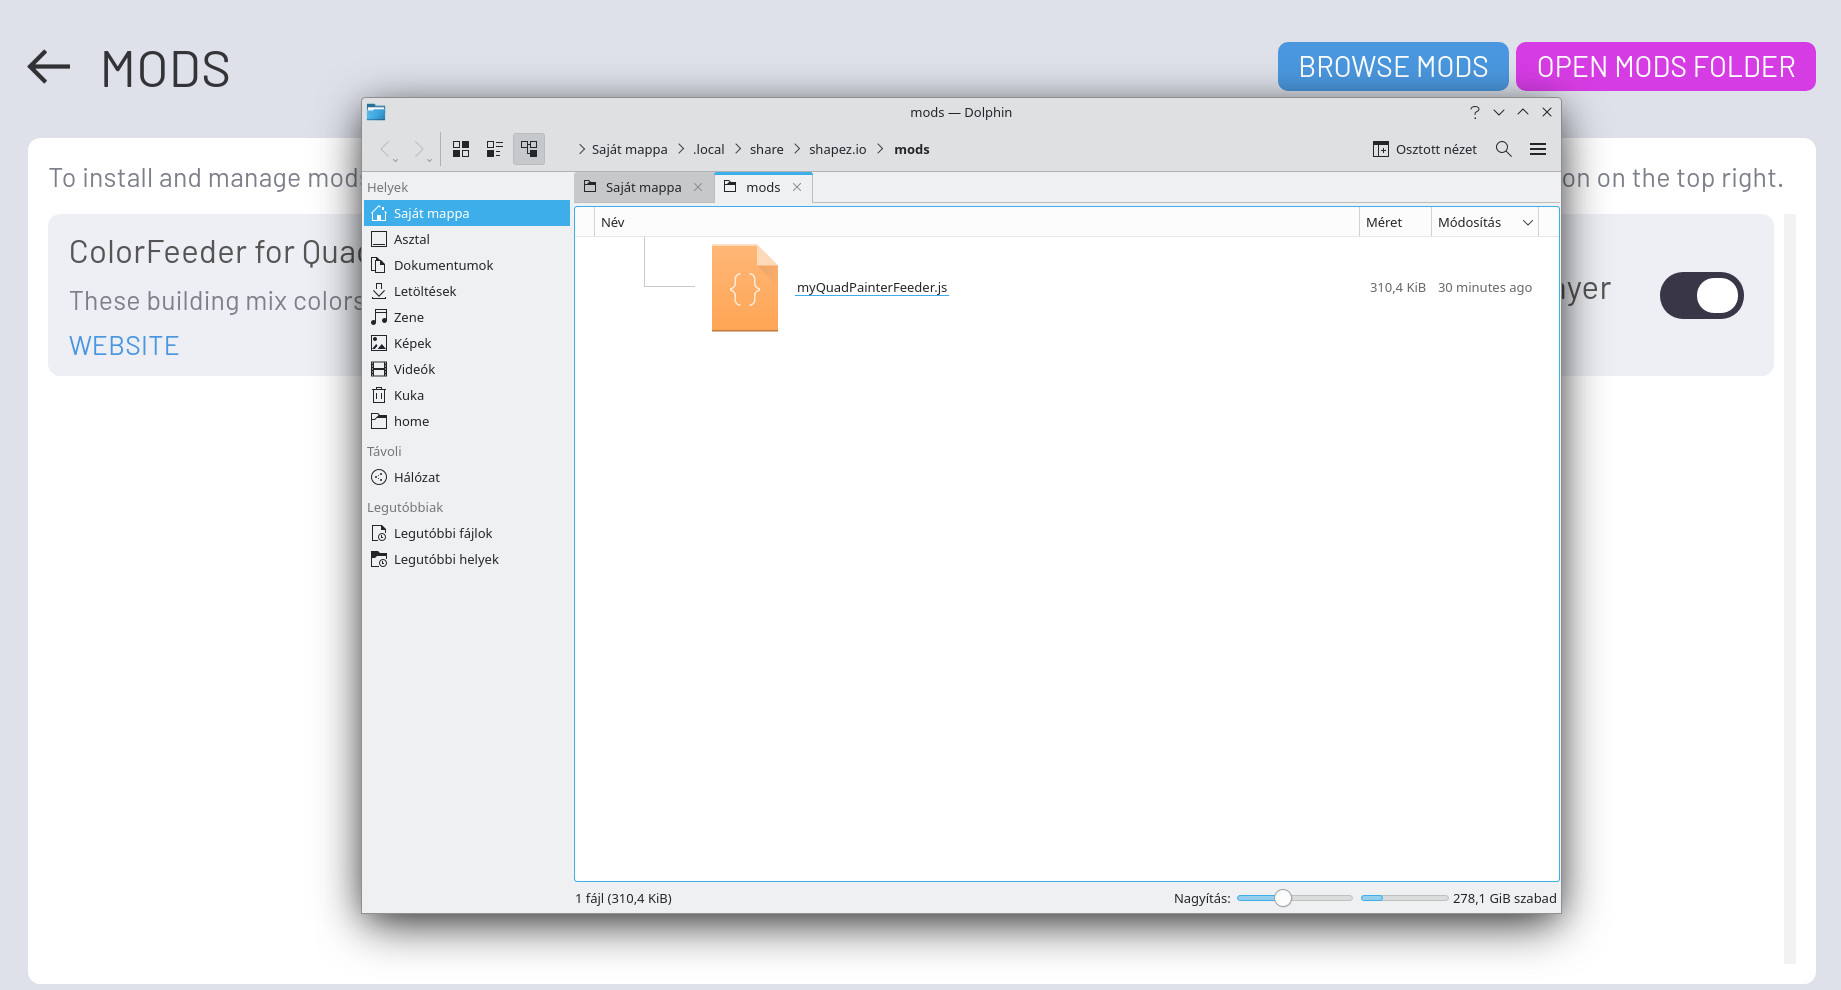 MODS
BROWSE MODS
OPEN MODS FOLDER
mods — Dolphin
Saját mappa
.local
share
shapez.io
mods
Osztott nézet
To install and manage mods
on on the top right.
Helyek
Saját mappa
Asztal
Dokumentumok
Letöltések
Zene
Képek
Videók
Kuka
home
Távoli
Hálózat
Legutóbbiak
Legutóbbi fájlok
Legutóbbi helyek
Saját mappa
mods
Név
Méret
Módosítás
myQuadPainterFeeder.js
310,4 KiB
30 minutes ago
ColorFeeder for Quad
These building mix colors
WEBSITE
ayer
1 fájl (310,4 KiB)
Nagyítás:
278,1 GiB szabad